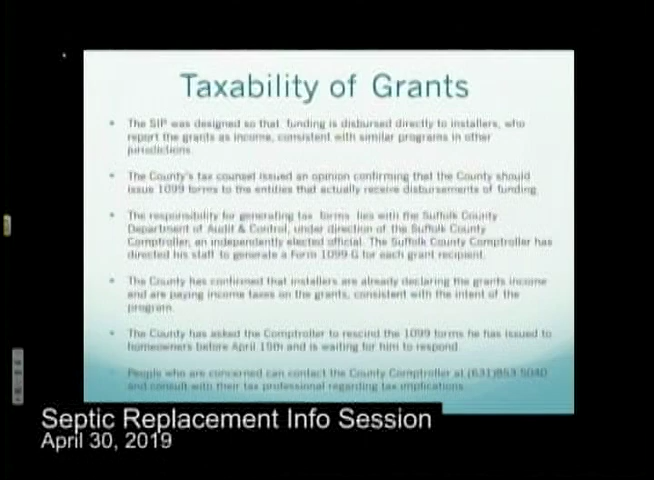 Taxability of Grants
The SIP was designed so that funding is disbursed directly to installers, who
report the grants as income, consistent with similar programs in other
jurisdictions.
The County's tax counsel issued an opinion confirming that the County should
issue 1099 forms to the entities that actually receive disbursements of funding.
The responsibility for generating tax forms lies with the Suffolk County
Department of Audit & Control, under direction of the Suffolk County
Comptroller, an independently elected official. The Suffolk County Comptroller has
directed his staff to generate a Form 1099-G for each grant recipient.
The County has confirmed that installers are already declaring the grants income
and are paying income taxes on the grants, consistent with the intent of the
program.
The County has asked the Comptroller to rescind the 1099 forms he has issued to
homeowners before April 15th and is waiting for him to respond.
People who are concerned can contact the County Comptroller at (631)853-5040
and consult with their tax professional regarding tax implications.
Septic Replacement Info Session
April 30, 2019